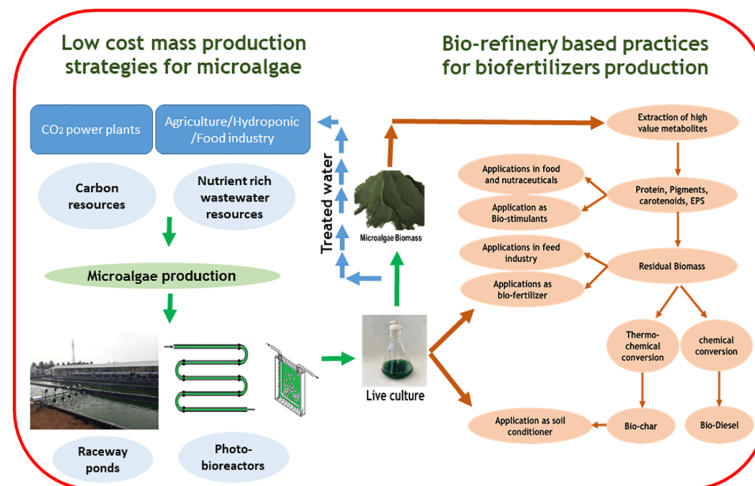 Low cost mass production
strategies for microalgae
Bio-refinery based practices
for biofertilizers production
CO2 power plants
Agriculture/Hydroponic
/Food industry
Carbon
resources
Nutrient rich
wastewater
resources
Microalgae production
Raceway
ponds
Photo-
bioreactors
Treated water
Microalgae Biomass
Live culture
Extraction of high
value metabolites
Applications in food
and nutraceuticals
Protein, Pigments,
carotenoids, EPS
Application as
Bio-stimulants
Applications in feed
industry
Residual Biomass
Applications as
bio-fertilizer
Thermo-
chemical
conversion
chemical
conversion
Application as soil
conditioner
Bio-char
Bio-Diesel